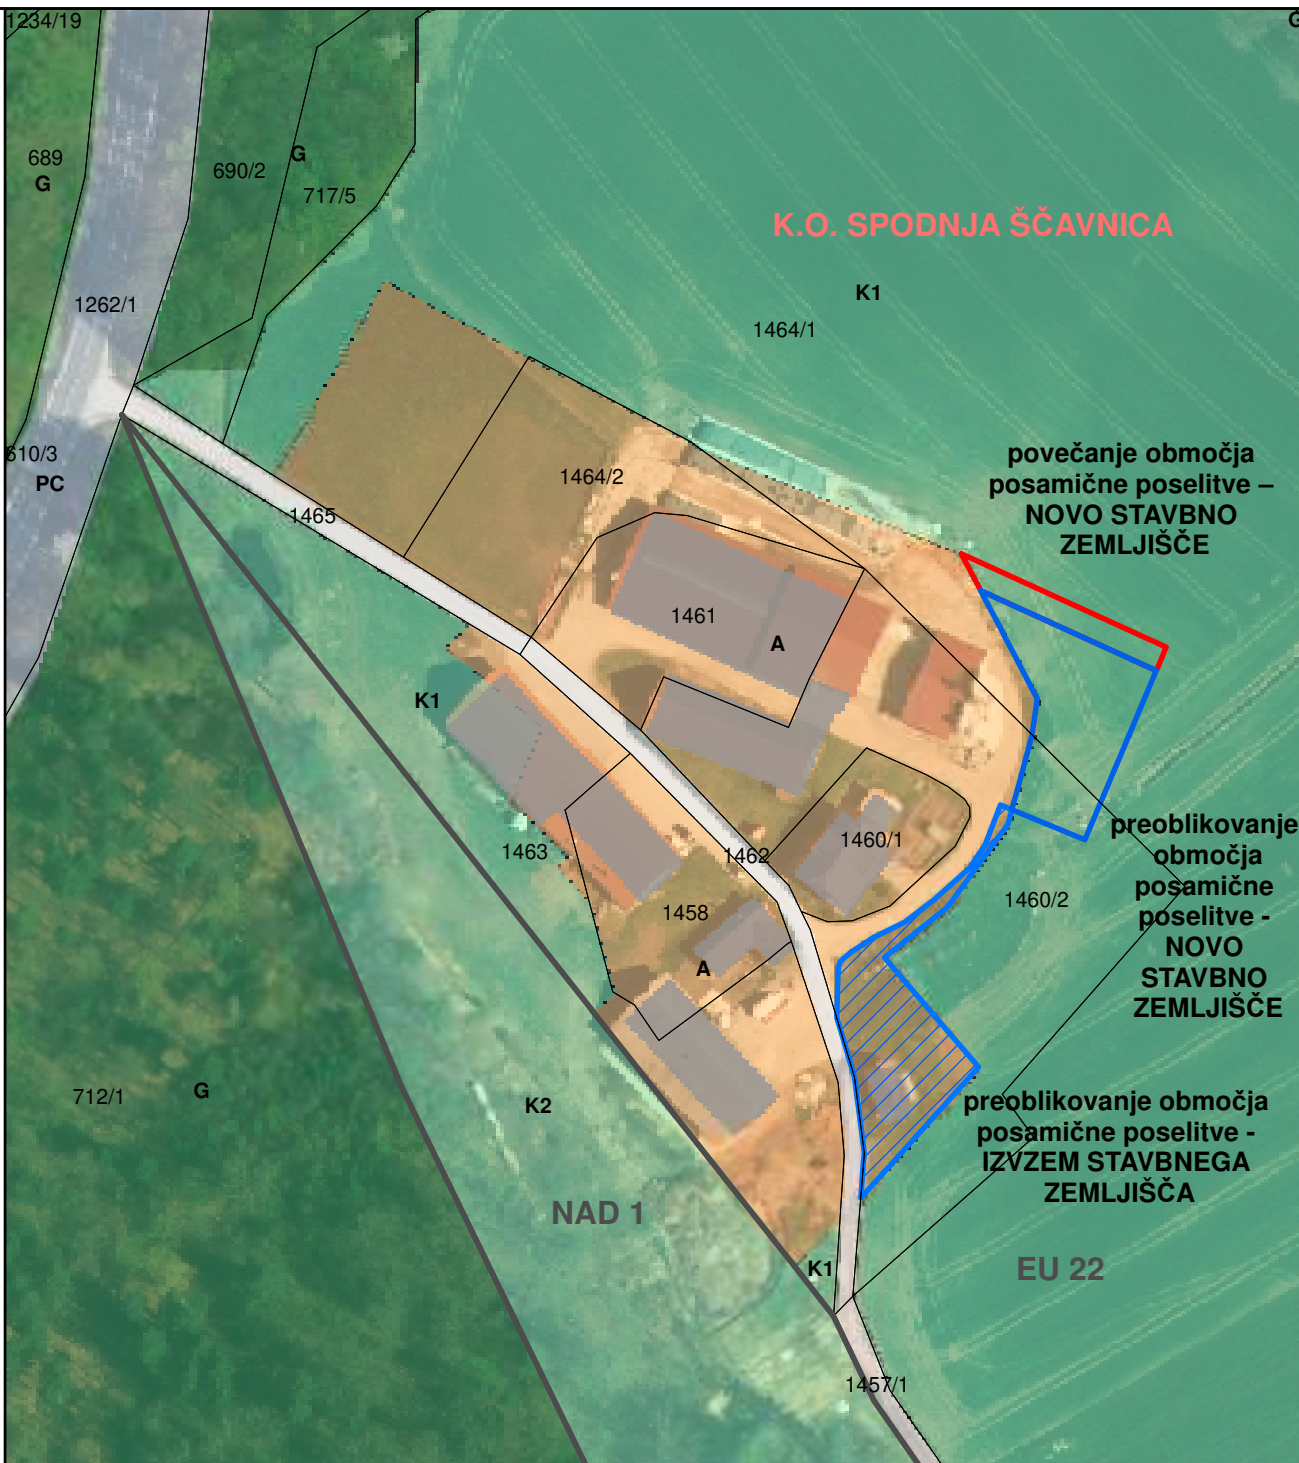 1234/19
G
689
G
690/2
G
717/5
K.O. SPODNJA ŠČAVNICA
K1
1262/1
1464/1
610/3
PC
povečanje območja
posamične poselitve –
NOVO STAVBNO
ZEMLJIŠČE
1464/2
1465
1461
A
K1
1463
1462
1460/1
preoblikovanje
območja
posamične
poselitve -
NOVO
STAVBNO
ZEMLJIŠČE
1458
1460/2
A
712/1
G
K2
preoblikovanje območja
posamične poselitve -
IZVZEM STAVBNEGA
ZEMLJIŠČA
NAD 1
K1
EU 22
1457/1